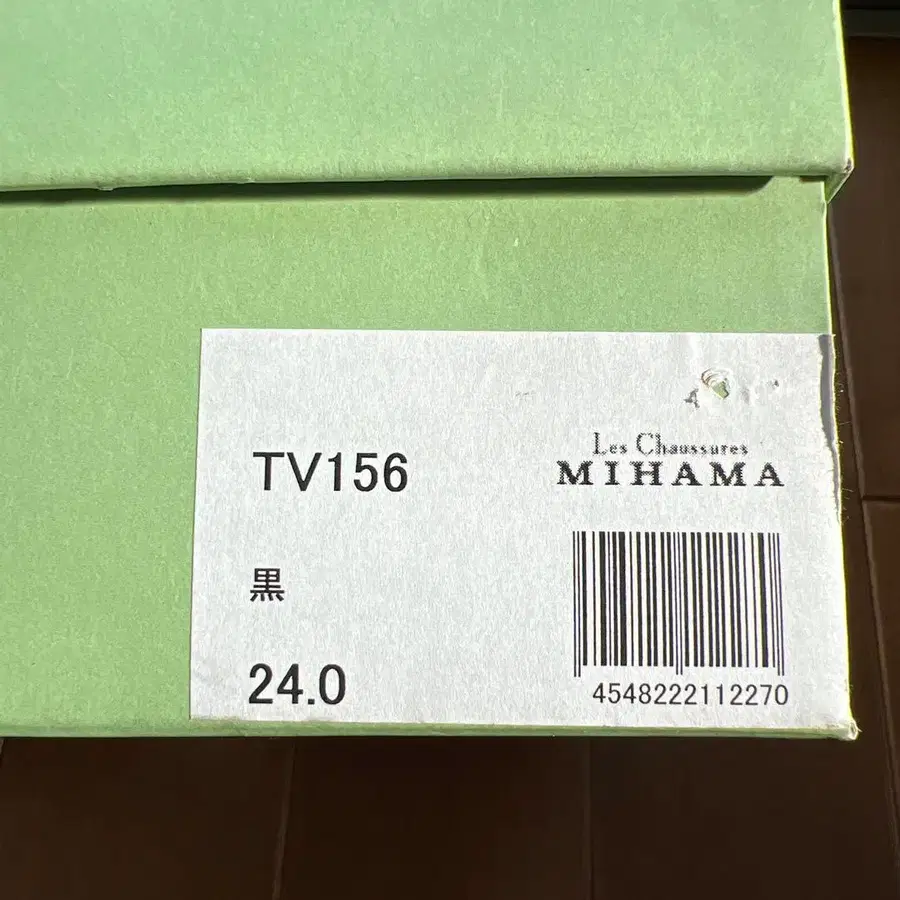 Les Chaussures
MIHAMA
TV156
黒
24.0
4548222112270